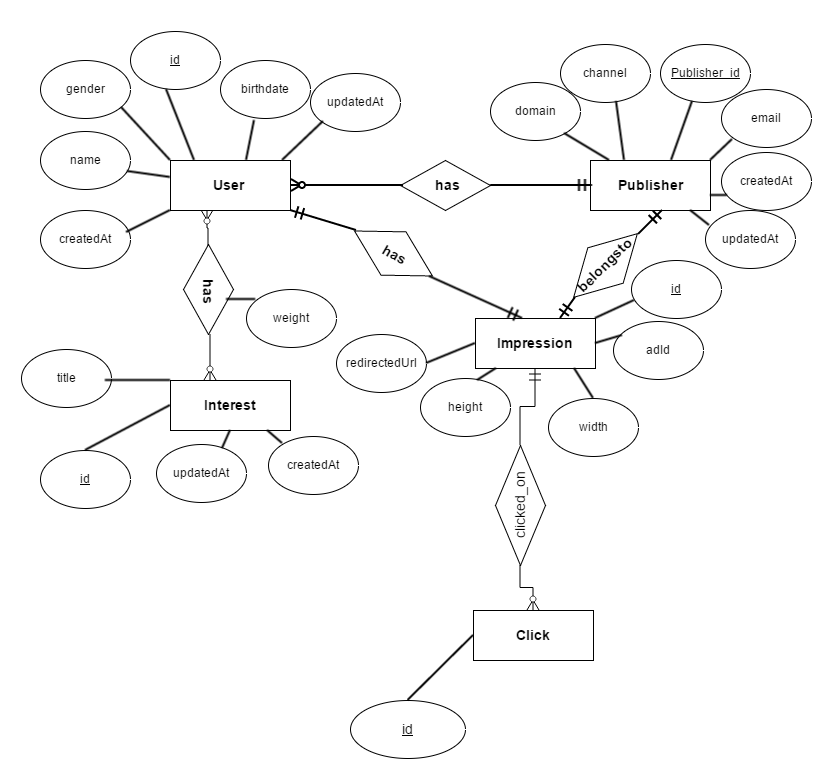 id
gender
birthdate
updatedAt
name
User
createdAt
has
channel
Publisher_id
domain
email
Publisher
createdAt
updatedAt
has
belongsto
has
weight
id
Impression
adId
redirectedUrl
height
width
title
Interest
id
updatedAt
createdAt
clicked_on
Click
id